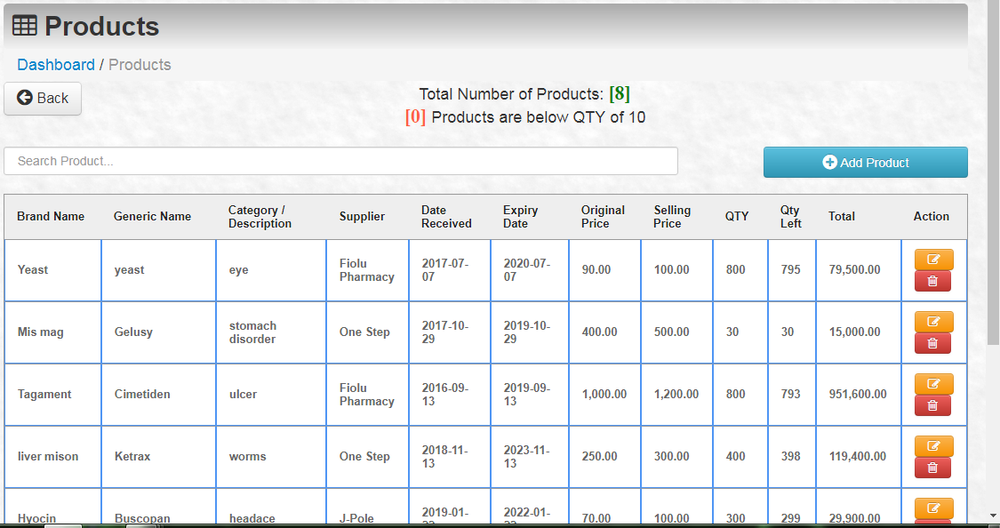 Products
Dashboard / Products
Back
Total Number of Products: [8]
[0] Products are below QTY of 10
Search Product...
Add Product
Brand Name Generic Name Category / Description Supplier Date Received Expiry Date Original Price Selling Price QTY Qty Left Total Action
Yeast yeast eye Fiolu Pharmacy 2017-07-07 2020-07-07 90.00 100.00 800 795 79,500.00
Mis mag Gelusy stomach disorder One Step 2017-10-29 2019-10-29 400.00 500.00 30 30 15,000.00
Tagament Cimetiden ulcer Fiolu Pharmacy 2016-09-13 2019-09-13 1,000.00 1,200.00 800 793 951,600.00
liver mison Ketrax worms One Step 2018-11-13 2023-11-13 250.00 300.00 400 398 119,400.00
Hyocin Buscopan headace J-Pole 2019-01- 2022-01- 70.00 100.00 300 299 29,900.00